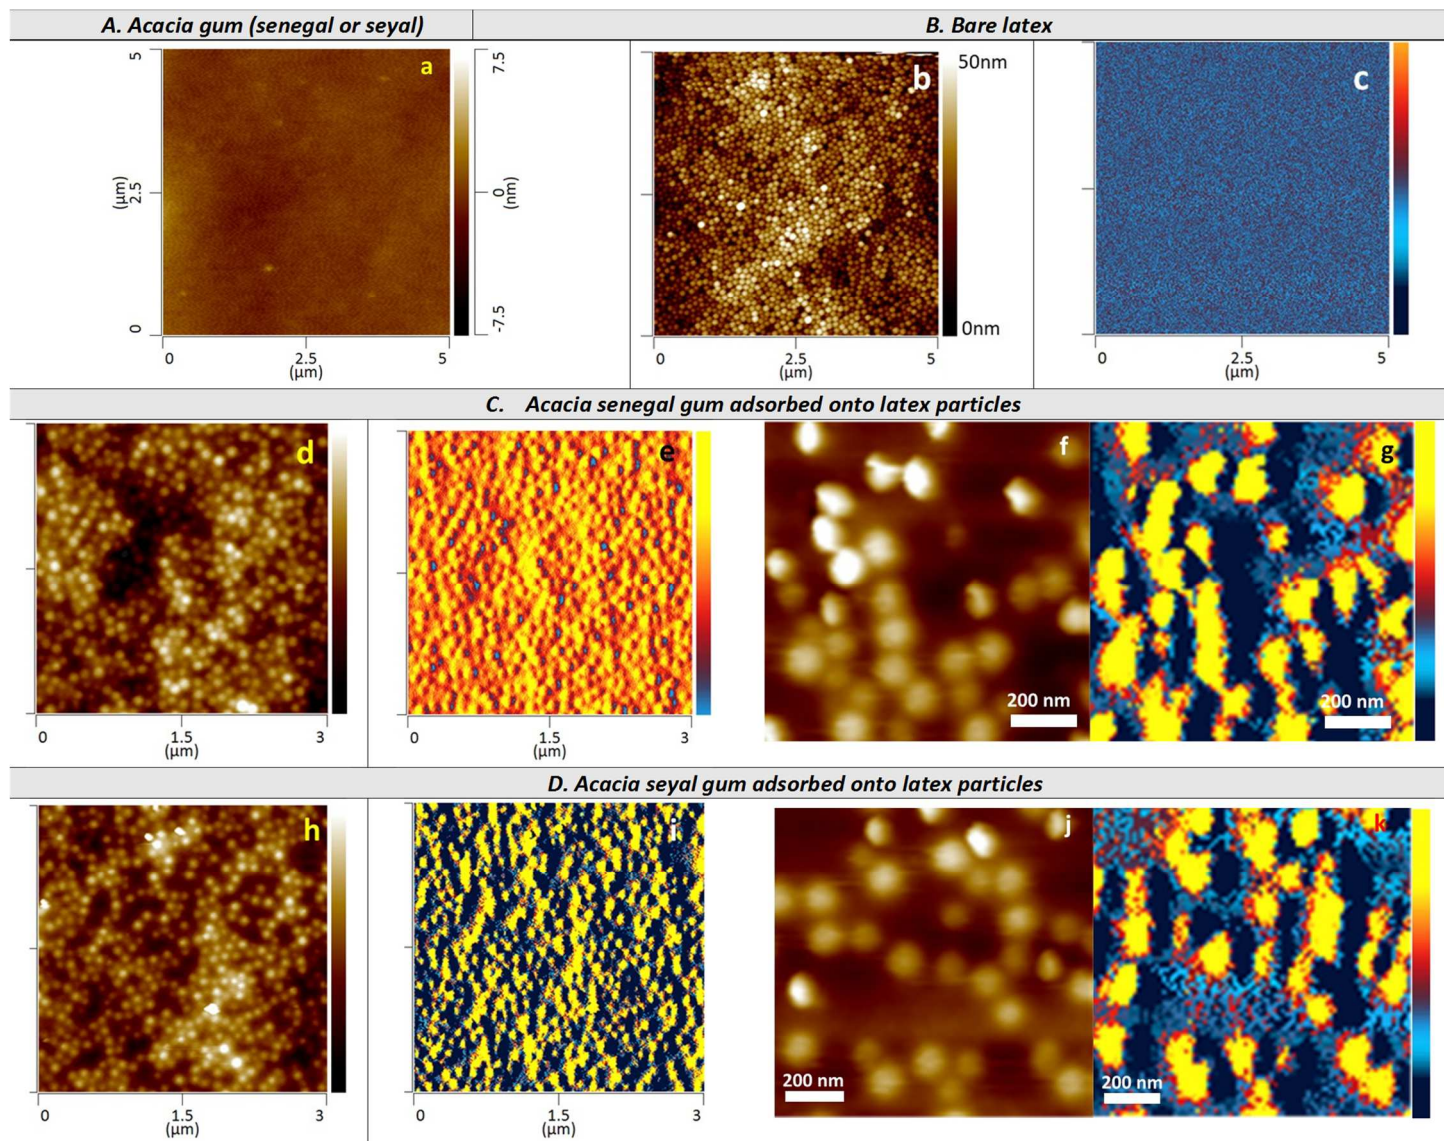 A. Acacia gum (senegal or seyal)
B. Bare latex
a
5
2.5
0
(µm)
0
2.5
5
(µm)
7.5
0
-7.5
(nm)
b
50nm
0nm
0
2.5
5
(µm)
c
0
2.5
5
(µm)
C. Acacia senegal gum adsorbed onto latex particles
d
0
1.5
3
(µm)
e
0
1.5
3
(µm)
f
200 nm
g
200 nm
D. Acacia seyal gum adsorbed onto latex particles
h
0
1.5
3
(µm)
i
0
1.5
3
(µm)
j
200 nm
k
200 nm